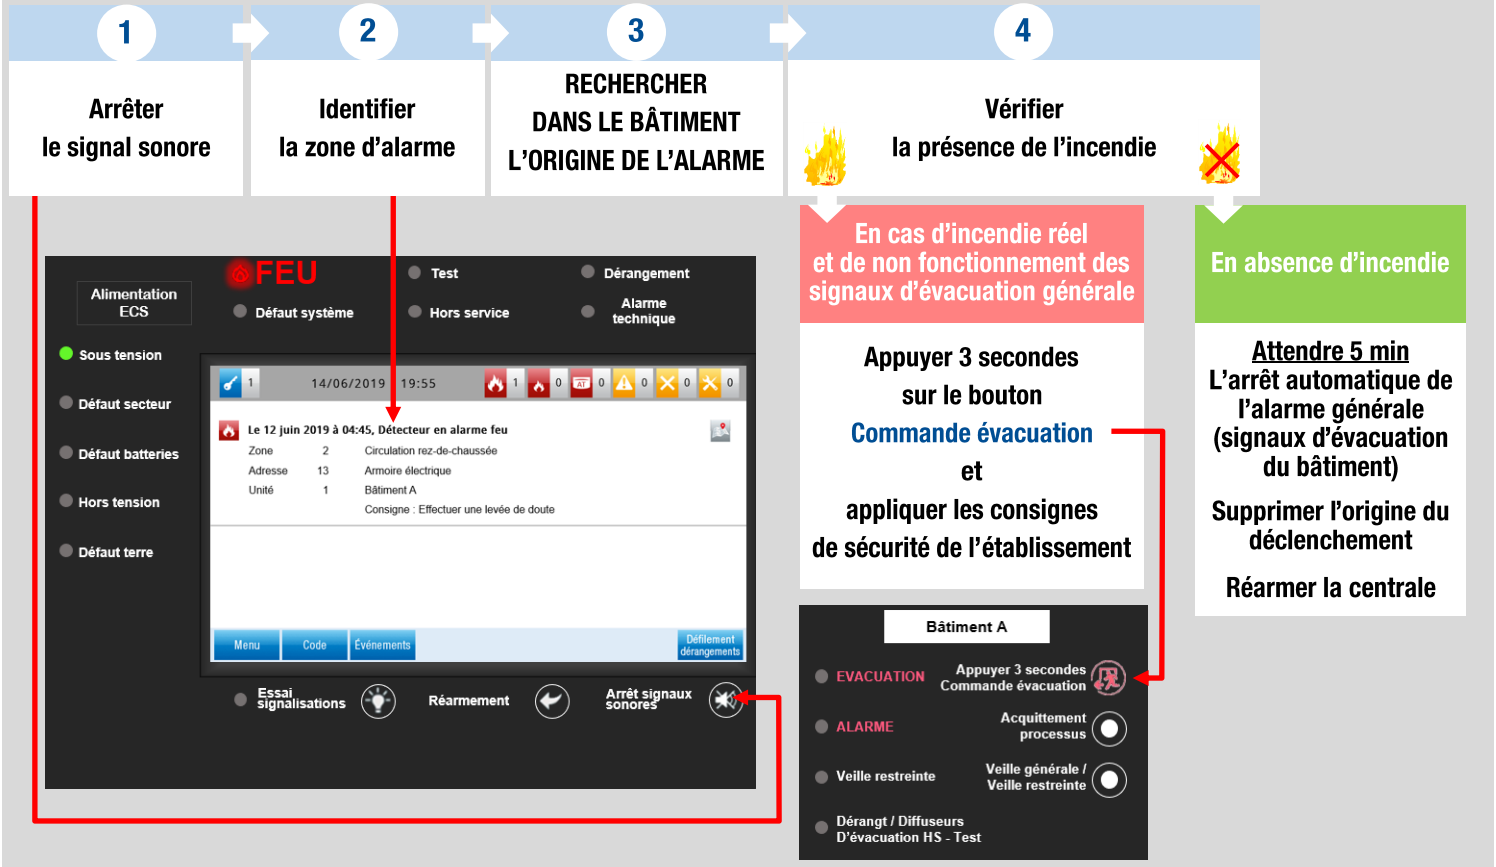 1
Arrêter
le signal sonore
2
Identifier
la zone d'alarme
3
RECHERCHER
DANS LE BÂTIMENT
L'ORIGINE DE L'ALARME
4
Vérifier
la présence de l'incendie
En cas d'incendie réel
et de non fonctionnement des
signaux d'évacuation générale
Appuyer 3 secondes
sur le bouton
Commande évacuation
et
appliquer les consignes
de sécurité de l'établissement
En absence d'incendie
Attendre 5 min
L'arrêt automatique de
l'alarme générale
(signaux d'évacuation
du bâtiment)
Supprimer l'origine du
déclenchement
Réarmer la centrale
Alimentation
ECS
FEU
Test
Dérangement
Défaut système
Hors service
Alarme
technique
Sous tension
Défaut secteur
Défaut batteries
Hors tension
Défaut terre
1 14/06/2019 19:55 1 0 AT 0 0 0 0
Le 12 juin 2019 à 04:45, Détecteur en alarme feu
Zone 2 Circulation rez-de-chaussée
Adresse 13 Armoire électrique
Unité 1 Bâtiment A
Consigne : Effectuer une levée de doute
Menu
Code
Événements
Défilement
dérangements
Essai
signalisations
Réarmement
Arrêt signaux
sonores
Bâtiment A
EVACUATION
Appuyer 3 secondes
Commande évacuation
ALARME
Acquittement
processus
Veille restreinte
Veille générale /
Veille restreinte
Dérangt / Diffuseurs
D'évacuation HS - Test